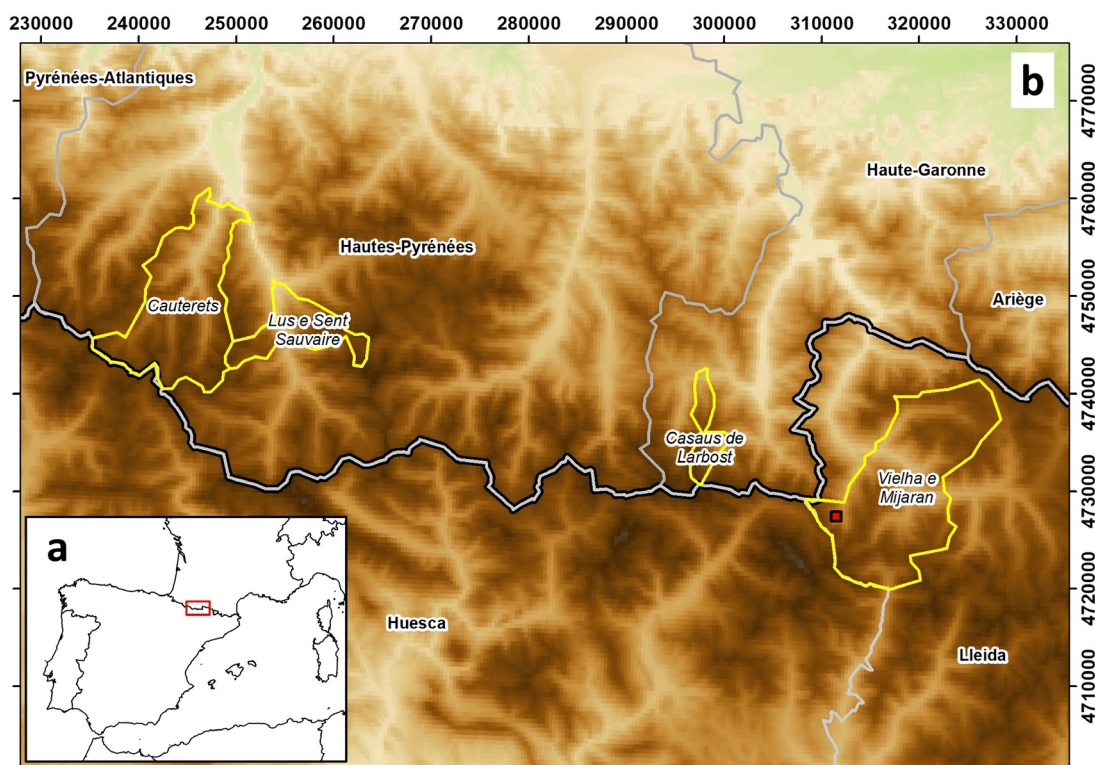 230000 240000 250000 260000 270000 280000 290000 300000 310000 320000 330000
b
Pyrénées-Atlantiques
4770000
Haute-Garonne
4760000
Hautes-Pyrénées
4750000
Ariège
Cauterets
Lus e Sent
Sauvaire
4740000
Casaus de
Larbost
Vielha e
Mijaran
4730000
a
4720000
Huesca
Lleida
4710000